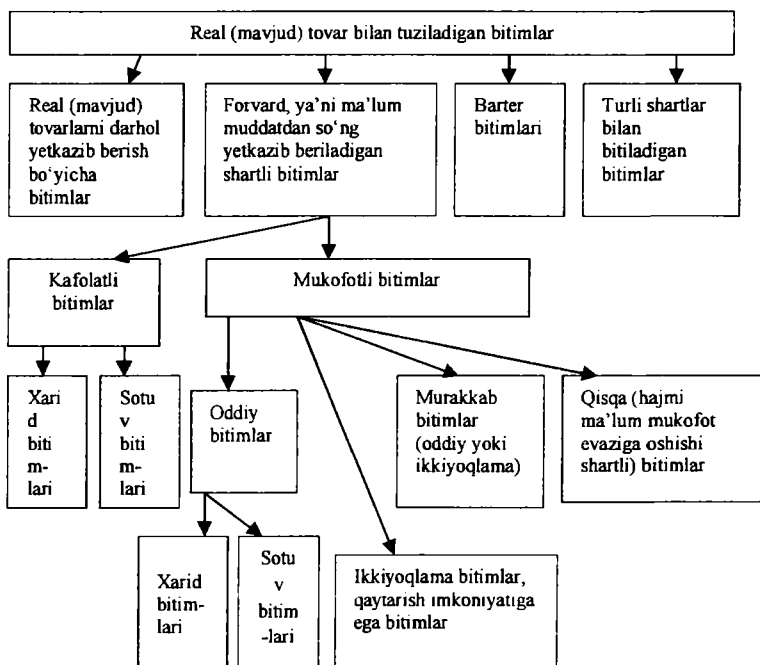 Real (mavjud) tovar bilan tuziladigan bitimlar
Real (mavjud)
tovarlarni darhol
yetkazib berish
bo‘yicha
bitimlar
Forvard, ya’ni ma’lum
muddatdan so‘ng
yetkazib beriladigan
shartli bitimlar
Barter
bitimlari
Turli shartlar
bilan
bitiladigan
bitimlar
Kafolatli
bitimlar
Mukofotli bitimlar
Xari
d
biti
m-
lari
Sotu
v
biti
m-
lari
Oddiy
bitimlar
Murakkab
bitimlar
(oddiy yoki
ikkiyoqlama)
Qisqa (hajmi
ma’lum mukofot
evaziga oshishi
shartli) bitimlar
Xarid
bitim-
lari
Sotu
v
bitim
-lari
Ikkiyoqlama bitimlar,
qaytarish imkoniyatiga
ega bitimlar